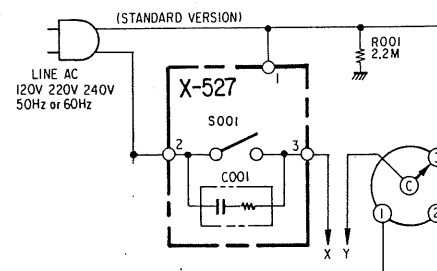 (STANDARD VERSION)
R001
2.2M
LINE AC
120V 220V 240V
50Hz or 60Hz
1
X-527
S001
2
3
C001
3
C
1
2
X Y